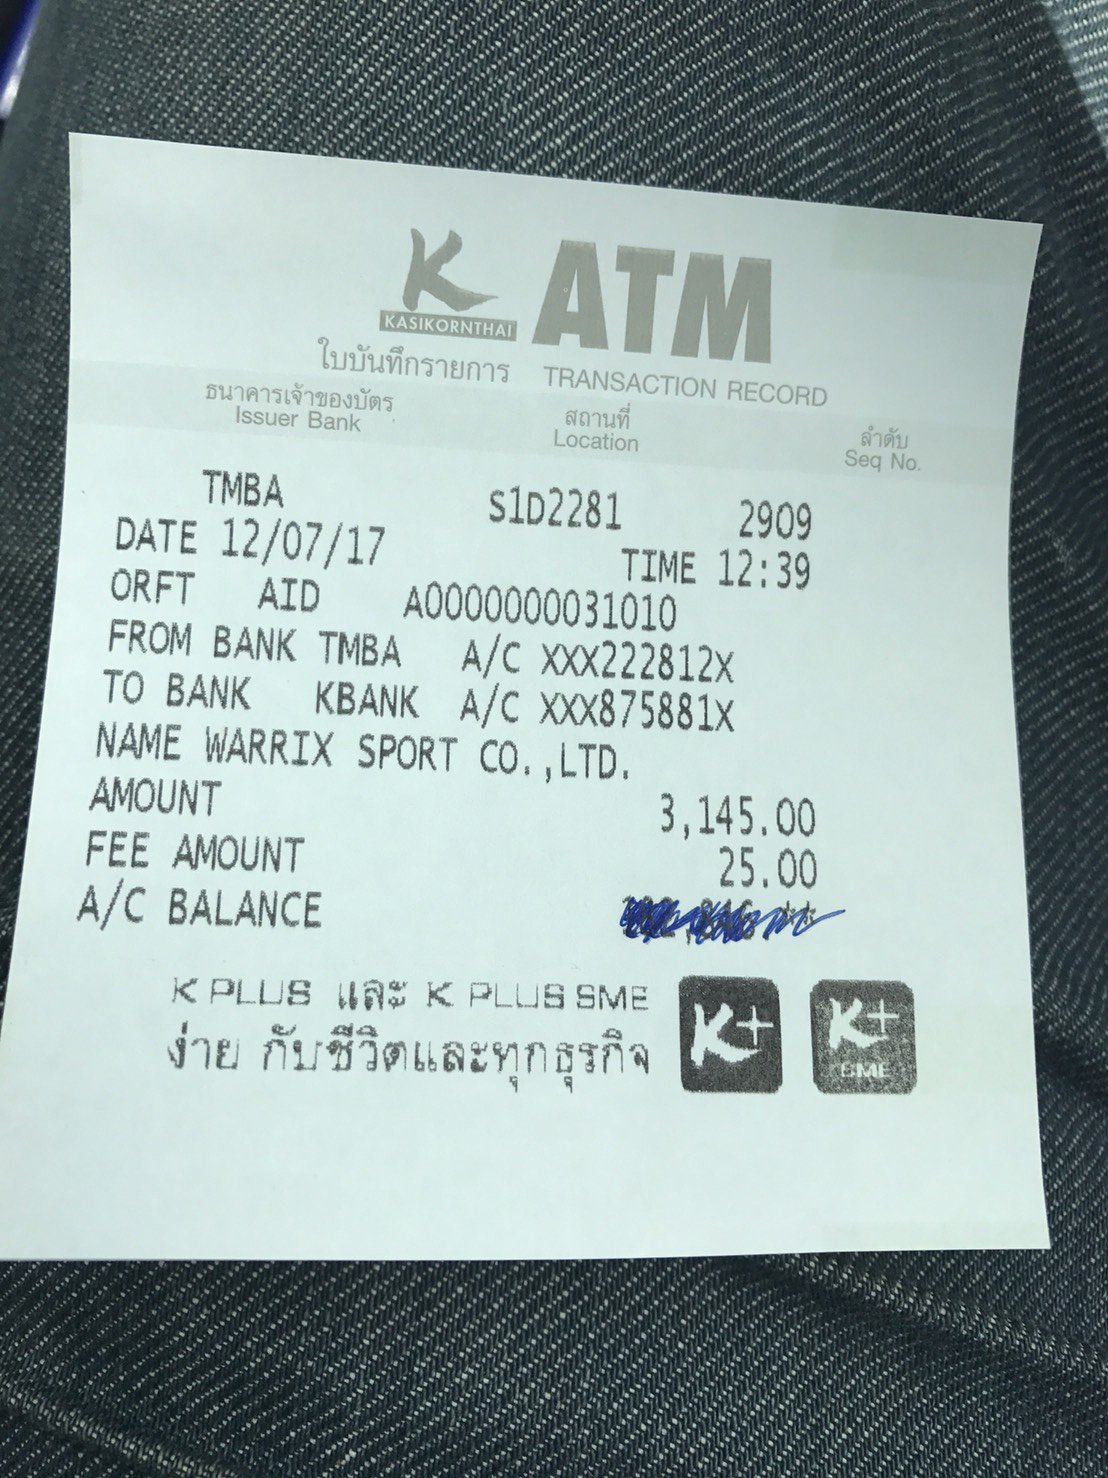 K ATM
KASIKORNTHAI
ใบบันทึกรายการ TRANSACTION RECORD
ธนาคารเจ้าของบัตร สถานที่ ลำดับ
Issuer Bank Location Seq No.
TMBA S1D2281 2909
DATE 12/07/17 TIME 12:39
ORFT AID A0000000031010
FROM BANK TMBA A/C XXX222812X
TO BANK KBANK A/C XXX875881X
NAME WARRIX SPORT CO.,LTD.
AMOUNT 3,145.00
FEE AMOUNT 25.00
A/C BALANCE
K PLUS และ K PLUS SME K+ K+
ง่าย กับชีวิตและทุกธุรกิจ SME